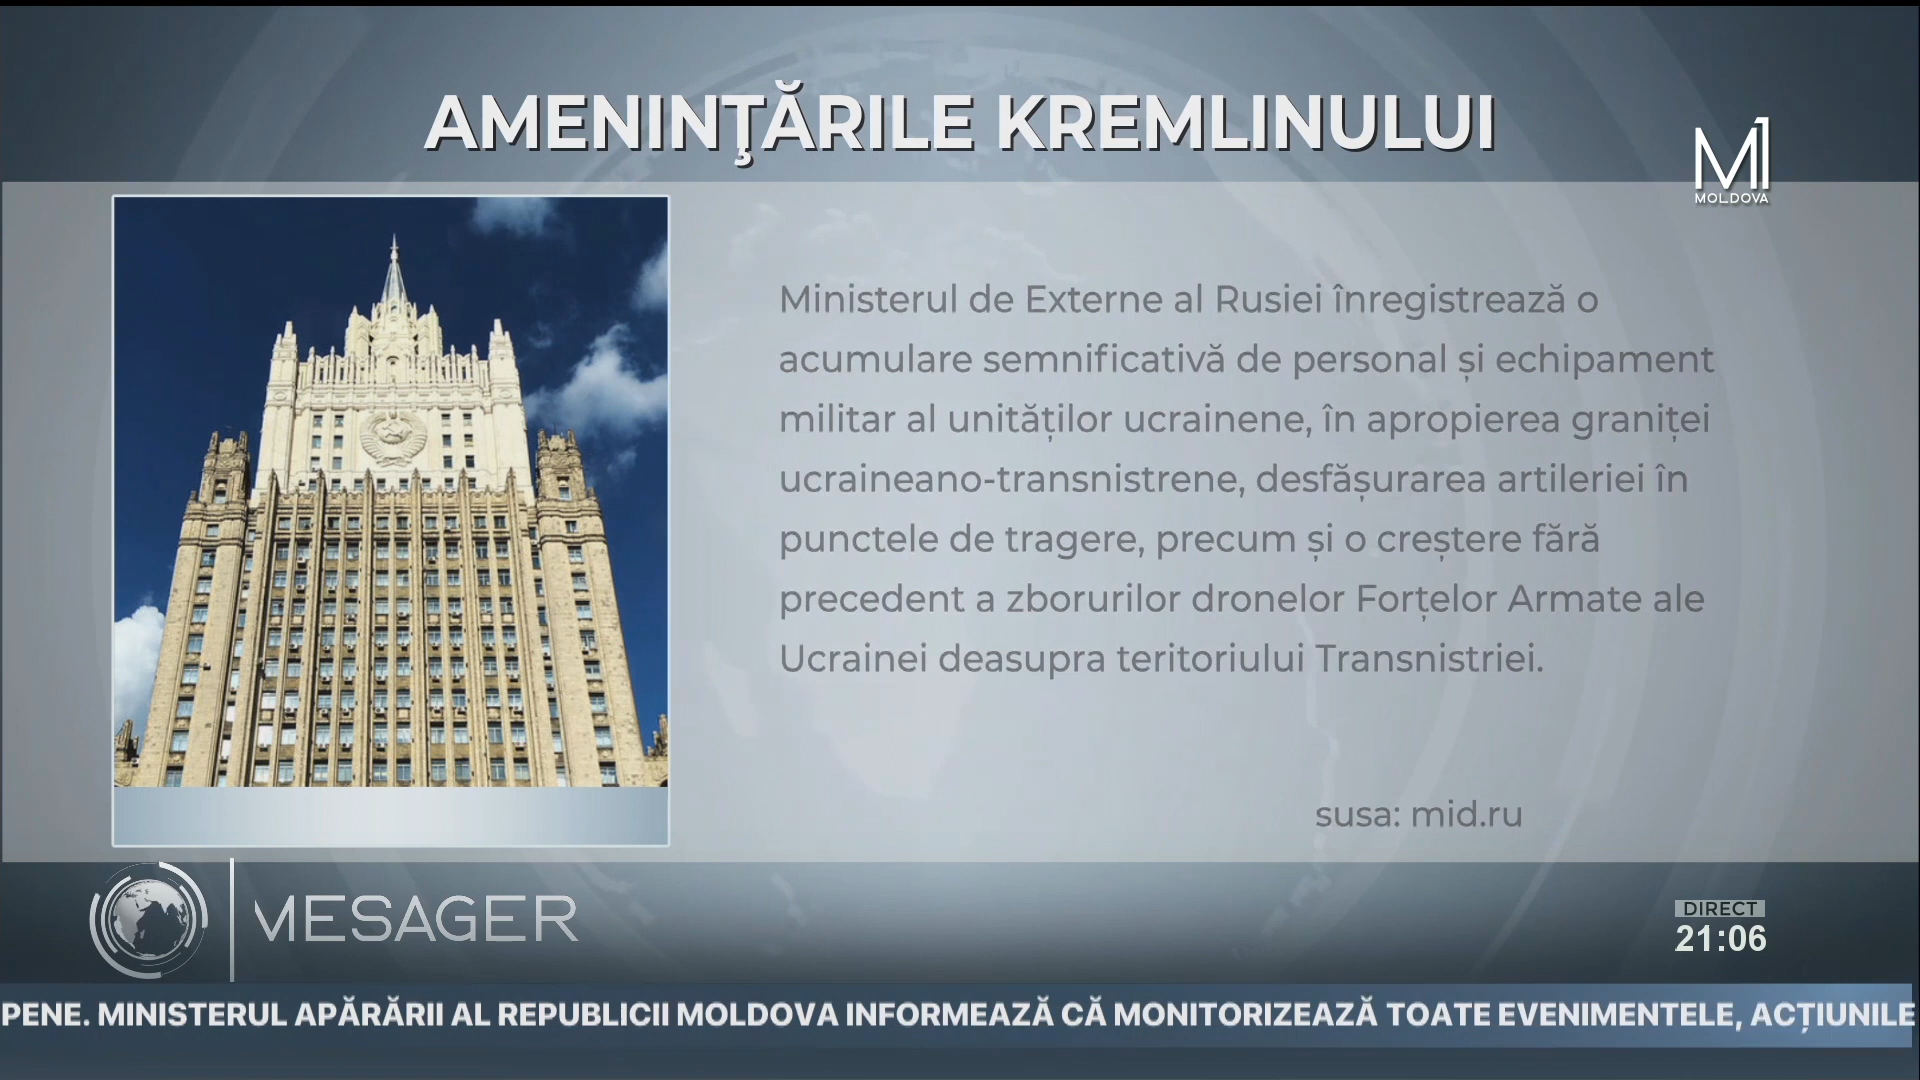 AMENINŢĂRILE KREMLINULUI
M1
MOLDOVA
Ministerul de Externe al Rusiei înregistrează o
acumulare semnificativă de personal și echipament
militar al unităților ucrainene, în apropierea graniței
ucraineano-transnistrene, desfășurarea artileriei în
punctele de tragere, precum și o creștere fără
precedent a zborurilor dronelor Forțelor Armate ale
Ucrainei deasupra teritoriului Transnistriei.
susa: mid.ru
MESAGER
DIRECT
21:06
PENE. MINISTERUL APĂRĂRII AL REPUBLICII MOLDOVA INFORMEAZĂ CĂ MONITORIZEAZĂ TOATE EVENIMENTELE, ACȚIUNILE